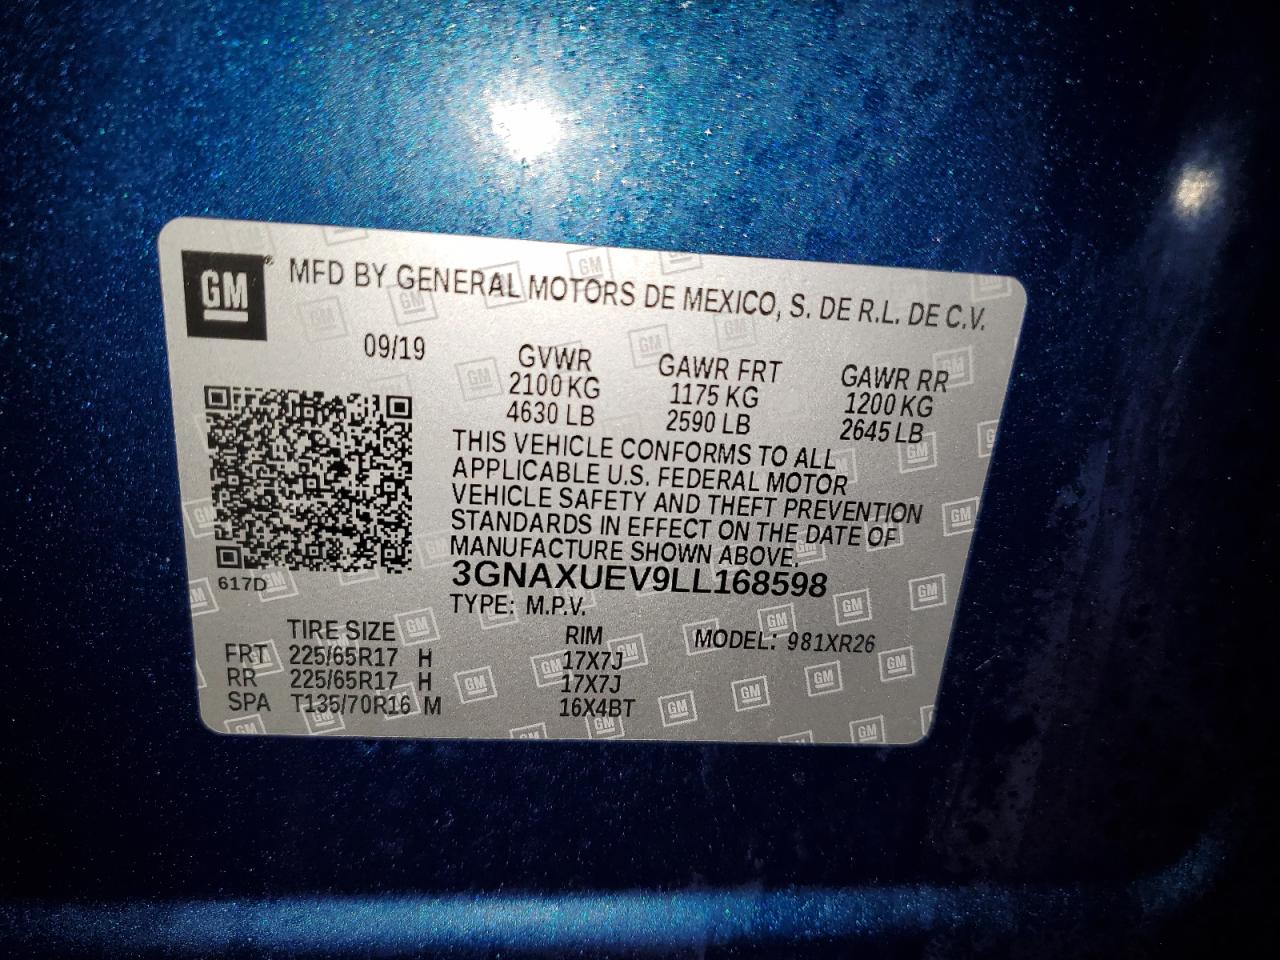 GM MFD BY GENERAL MOTORS DE MEXICO, S. DE R.L. DE C.V.
09/19 GVWR GAWR FRT GAWR RR
2100 KG 1175 KG 1200 KG
4630 LB 2590 LB 2645 LB
THIS VEHICLE CONFORMS TO ALL
APPLICABLE U.S. FEDERAL MOTOR
VEHICLE SAFETY AND THEFT PREVENTION
STANDARDS IN EFFECT ON THE DATE OF
MANUFACTURE SHOWN ABOVE.
617D 3GNAXUEV9LL168598
TYPE: M.P.V.
TIRE SIZE RIM MODEL: 981XR26
FRT 225/65R17 H 17X7J
RR 225/65R17 H 17X7J
SPA T135/70R16 M 16X4BT